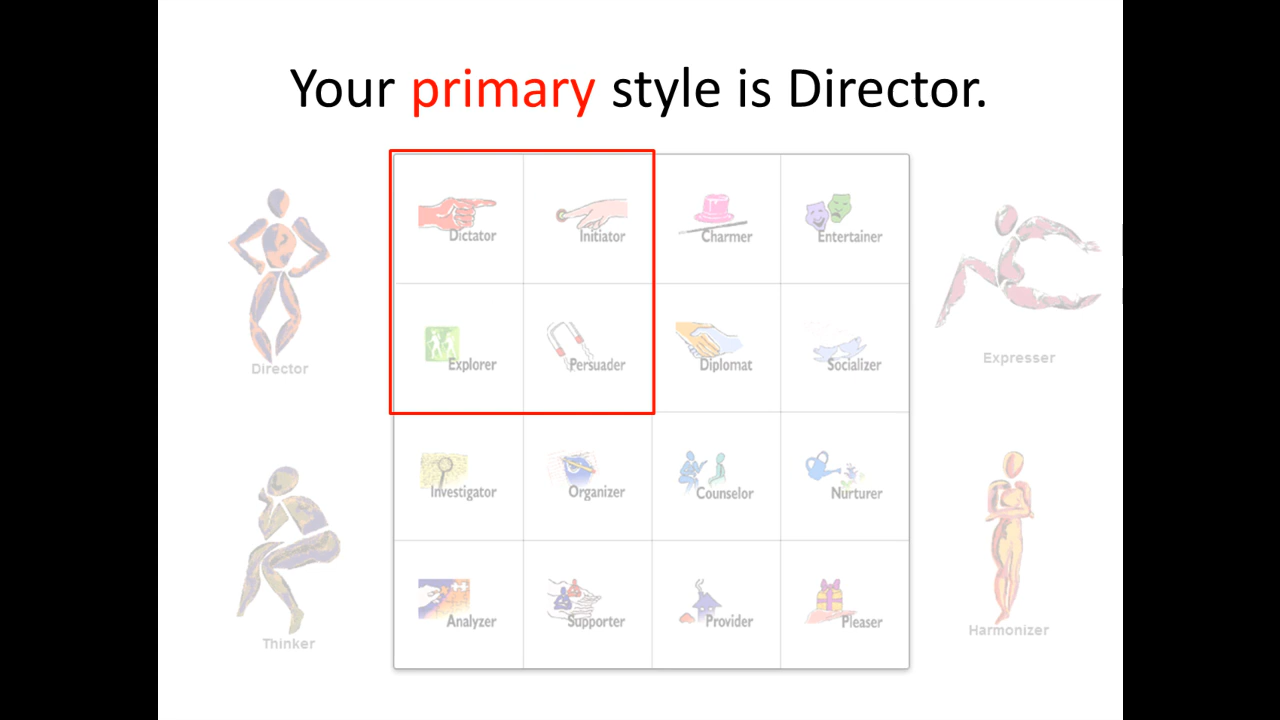 Your primary style is Director.
Dictator
Initiator
Charmer
Entertainer
Explorer
Persuader
Diplomat
Socializer
Director
Expresser
Investigator
Organizer
Counselor
Nurturer
Analyzer
Supporter
Provider
Pleaser
Thinker
Harmonizer